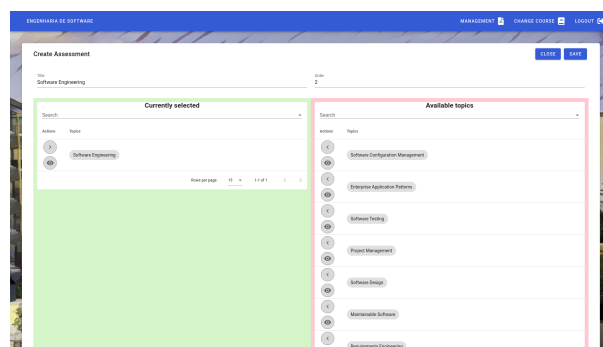 ENGENHARIA DE SOFTWARE
MANAGEMENT
CHANGE COURSE
LOGOUT
Create Assessment
CLOSE
SAVE
Title
Software Engineering
Order
2
Currently selected
Search
Actions Topics
Software Engineering
Rows per page: 15 1-1 of 1
Available topics
Search
Actions Topics
Software Configuration Management
Enterprise Application Patterns
Software Testing
Project Management
Software Design
Maintainable Software
Requirements Engineering